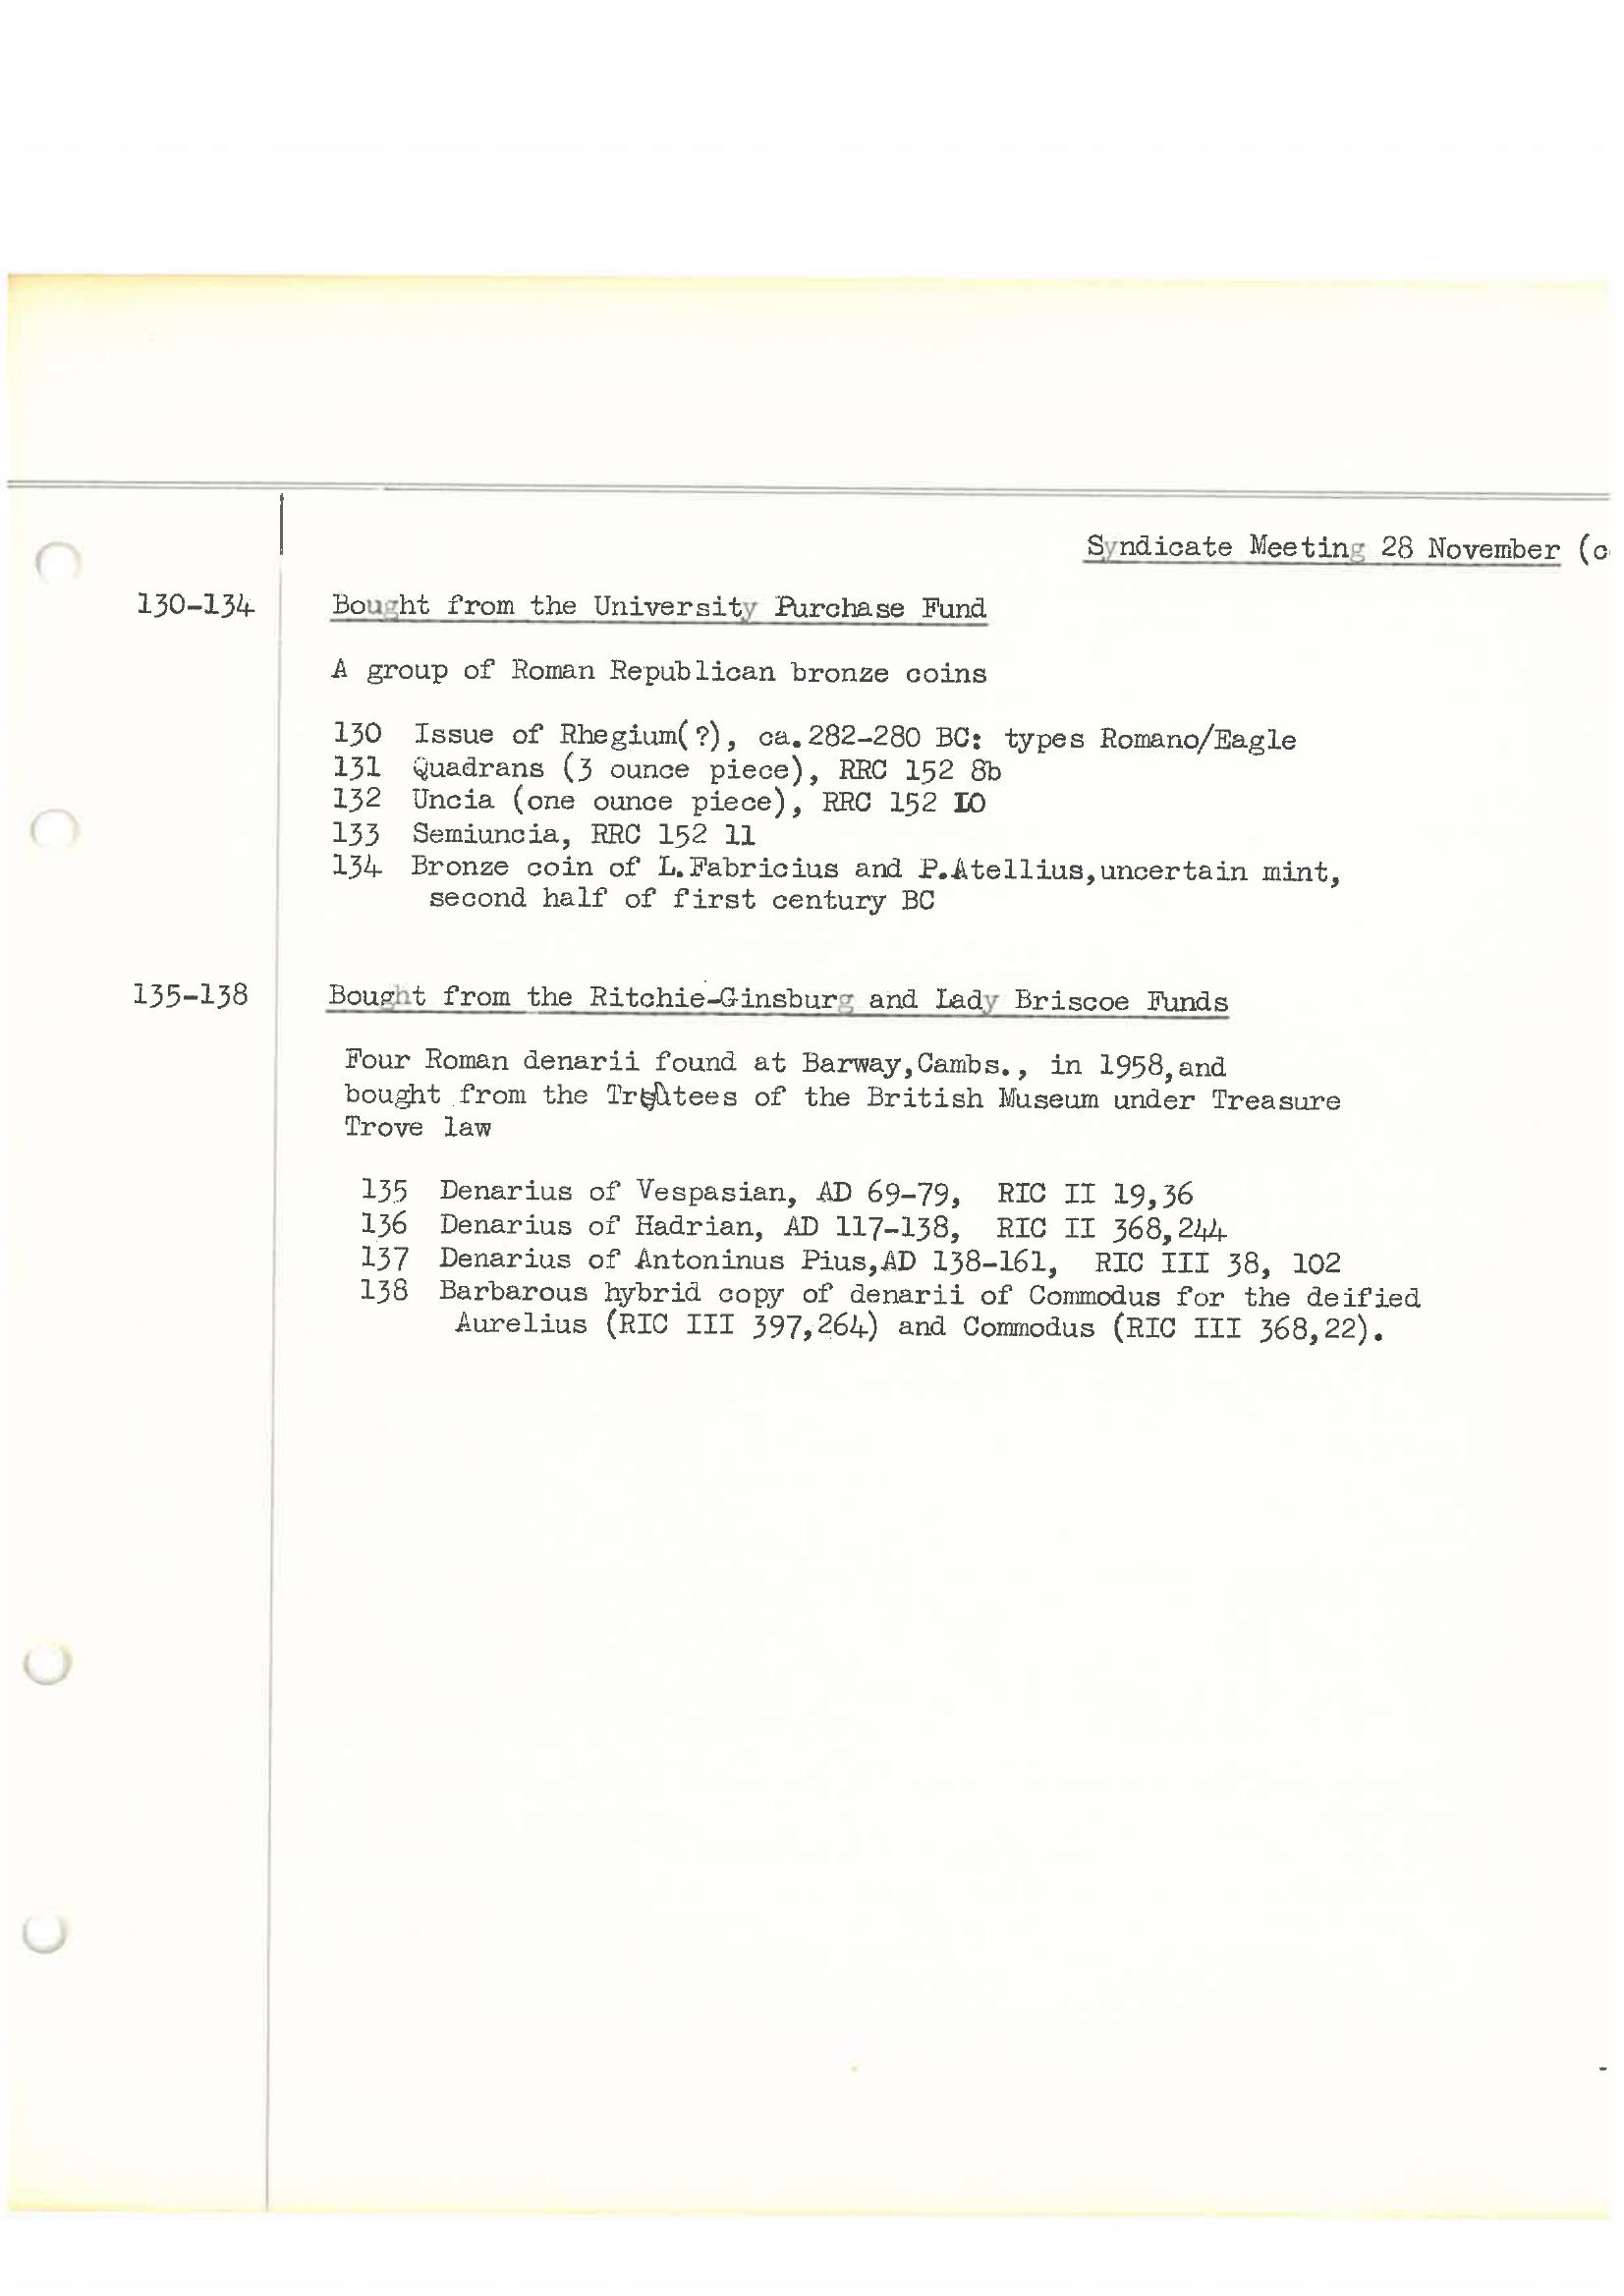 Syndicate Meeting 28 November (c
130-134 Bought from the University Purchase Fund
A group of Roman Republican bronze coins
130 Issue of Rhegium(?), ca.282-280 BC: types Romano/Eagle
131 Quadrans (3 ounce piece), RRC 152 8b
132 Uncia (one ounce piece), RRC 152 10
133 Semiuncia, RRC 152 11
134 Bronze coin of L.Fabricius and P.Atellius,uncertain mint,
second half of first century BC
135-138 Bought from the Ritchie-Ginsburg and Lady Briscoe Funds
Four Roman denarii found at Barway,Cambs., in 1958,and
bought from the Trustees of the British Museum under Treasure
Trove law
135 Denarius of Vespasian, AD 69-79, RIC II 19,36
136 Denarius of Hadrian, AD 117-138, RIC II 368,244
137 Denarius of Antoninus Pius,AD 138-161, RIC III 38, 102
138 Barbarous hybrid copy of denarii of Commodus for the deified
Aurelius (RIC III 397,264) and Commodus (RIC III 368,22).